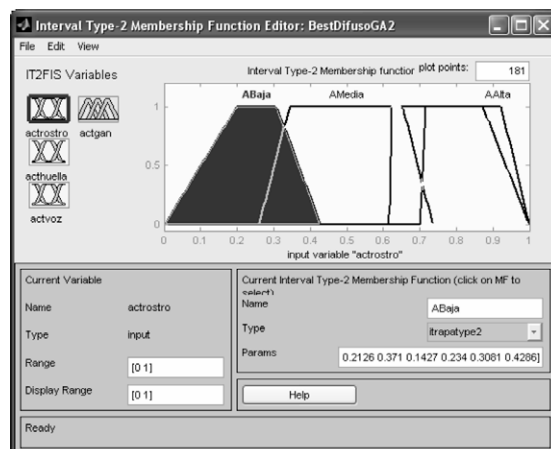 Interval Type-2 Membership Function Editor: BestDifusoGA2
File Edit View
IT2FIS Variables
actrostro
actgan
acthuella
actvoz
Interval Type-2 Membership function plot points: 181
ABaja AMedia AAlta
1
0.5
0
0 0.1 0.2 0.3 0.4 0.5 0.6 0.7 0.8 0.9 1
input variable "actrostro"
Current Variable
Name actrostro
Type input
Range [0 1]
Display Range [0 1]
Current Interval Type-2 Membership Function (click on MF to select)
Name ABaja
Type itrapatype2
Params 0.2126 0.371 0.1427 0.234 0.3081 0.4286]
Help
Ready